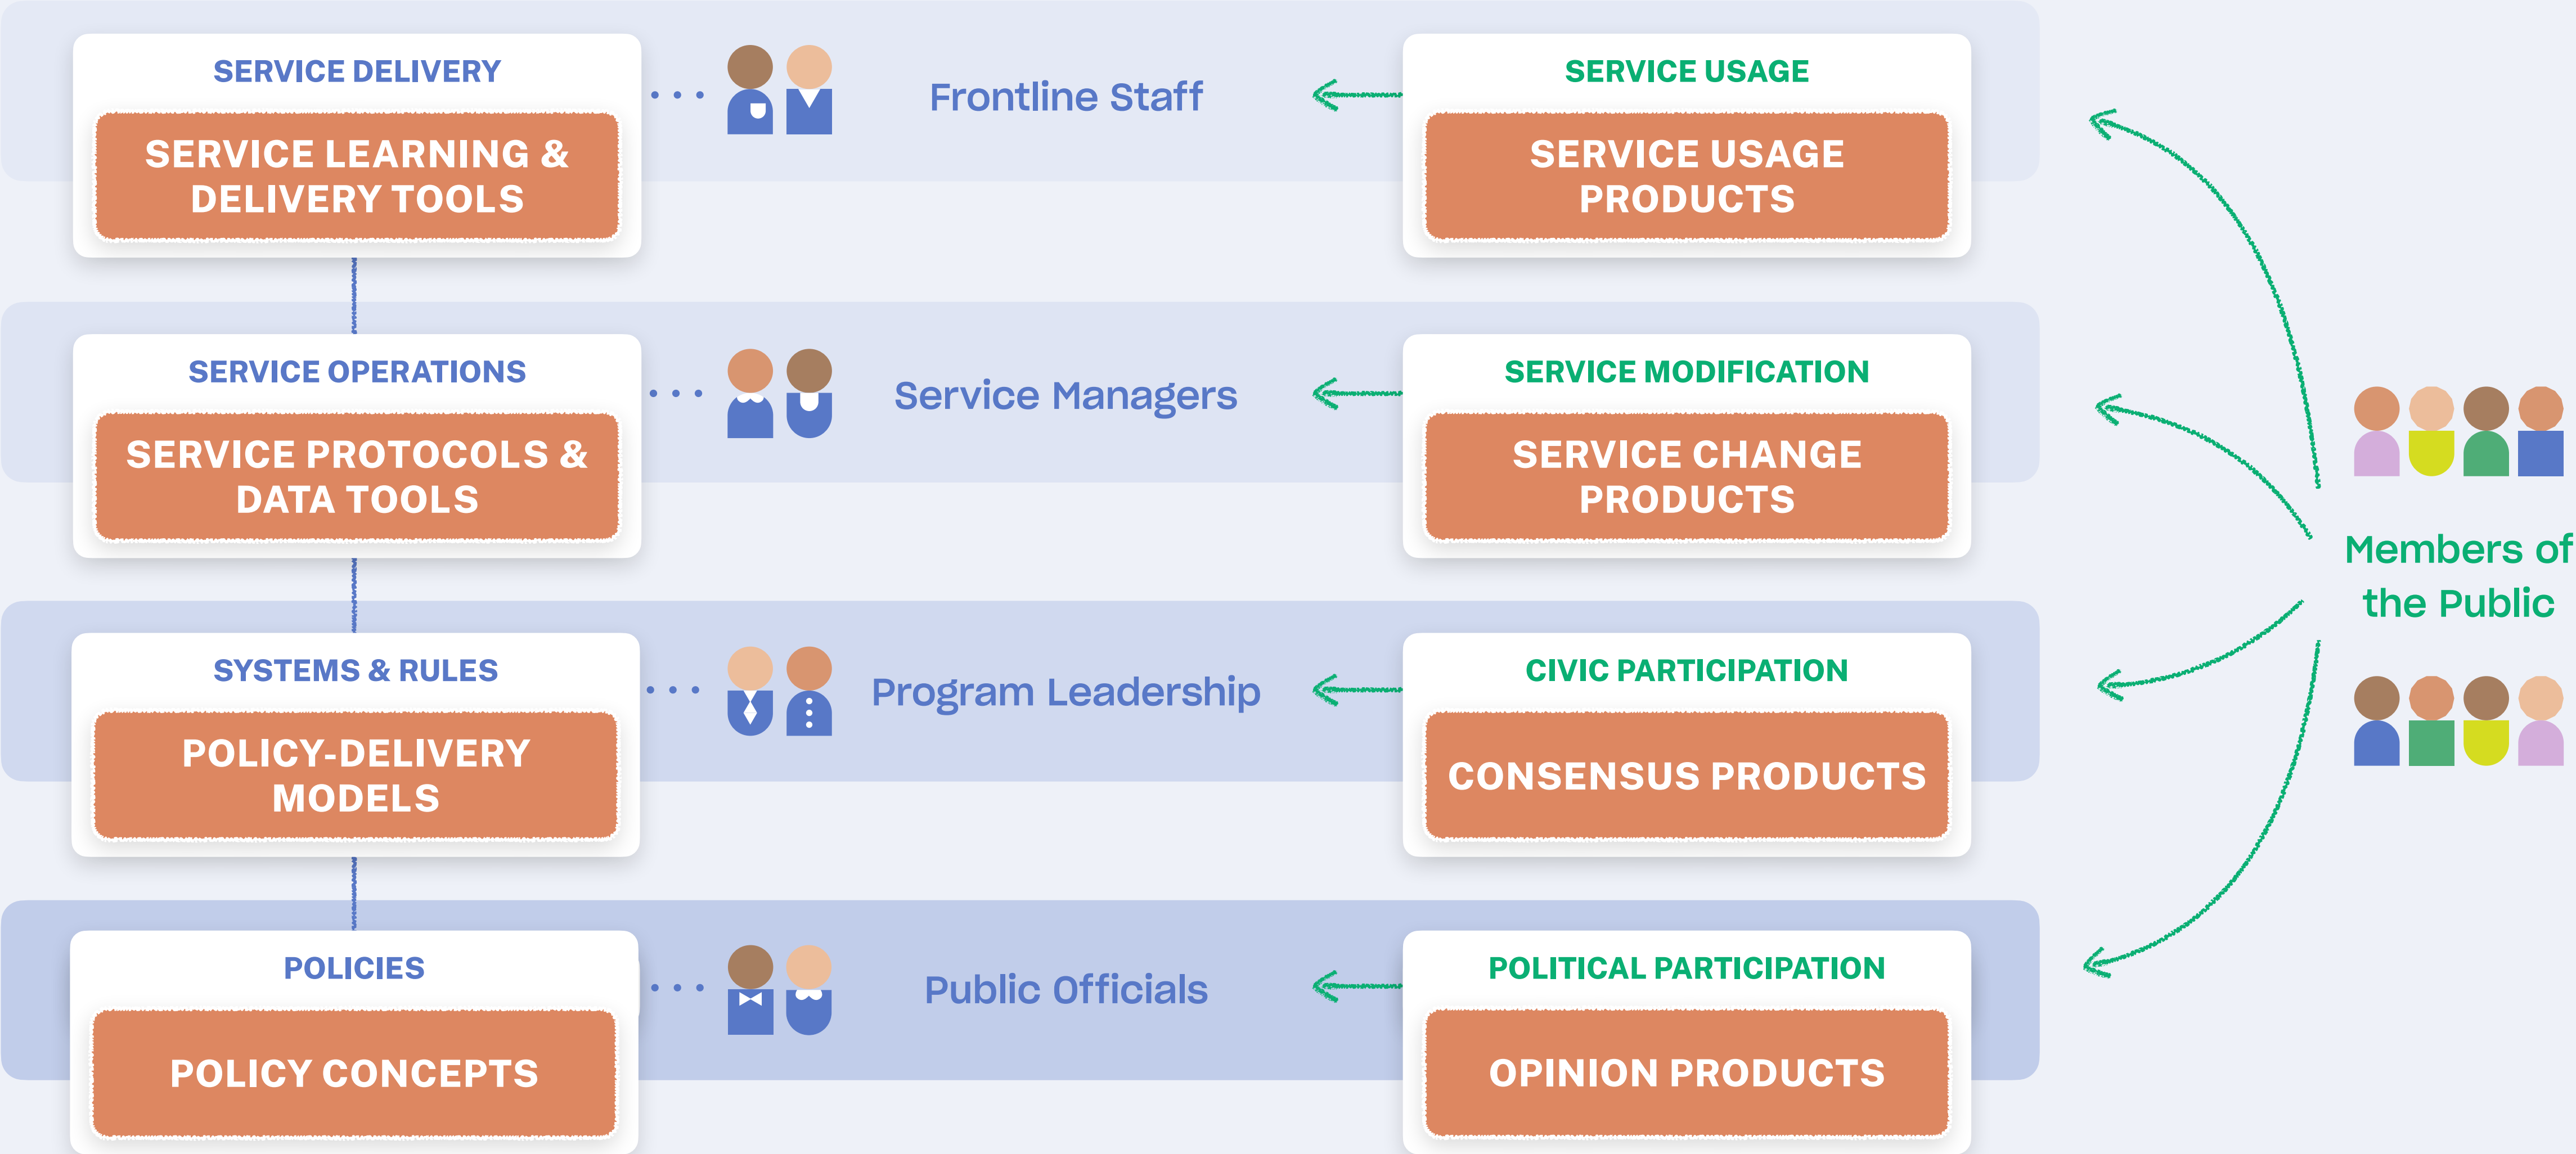 SERVICE DELIVERY
SERVICE LEARNING &
DELIVERY TOOLS
Frontline Staff
SERVICE USAGE
SERVICE USAGE
PRODUCTS
SERVICE OPERATIONS
SERVICE PROTOCOLS &
DATA TOOLS
Service Managers
SERVICE MODIFICATION
SERVICE CHANGE
PRODUCTS
SYSTEMS & RULES
POLICY-DELIVERY
MODELS
Program Leadership
CIVIC PARTICIPATION
CONSENSUS PRODUCTS
POLICIES
POLICY CONCEPTS
Public Officials
POLITICAL PARTICIPATION
OPINION PRODUCTS
Members of
the Public